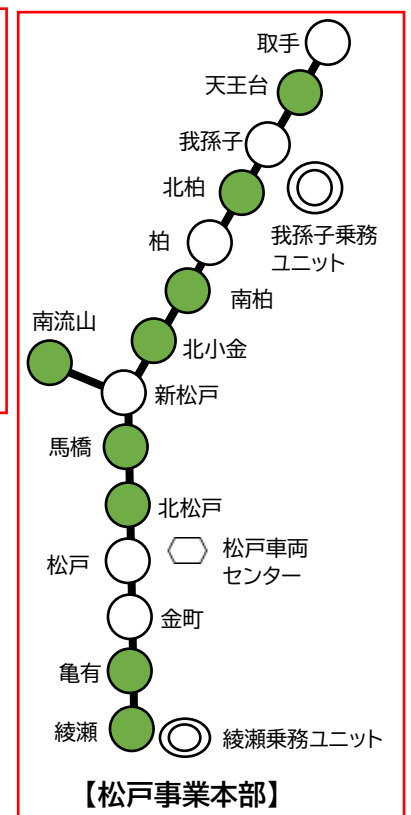 取手
天王台
我孫子
北柏
我孫子乗務
ユニット
柏
南柏
南流山
北小金
新松戸
馬橋
北松戸
松戸
松戸車両
センター
金町
亀有
綾瀬
綾瀬乗務ユニット
【松戸事業本部】